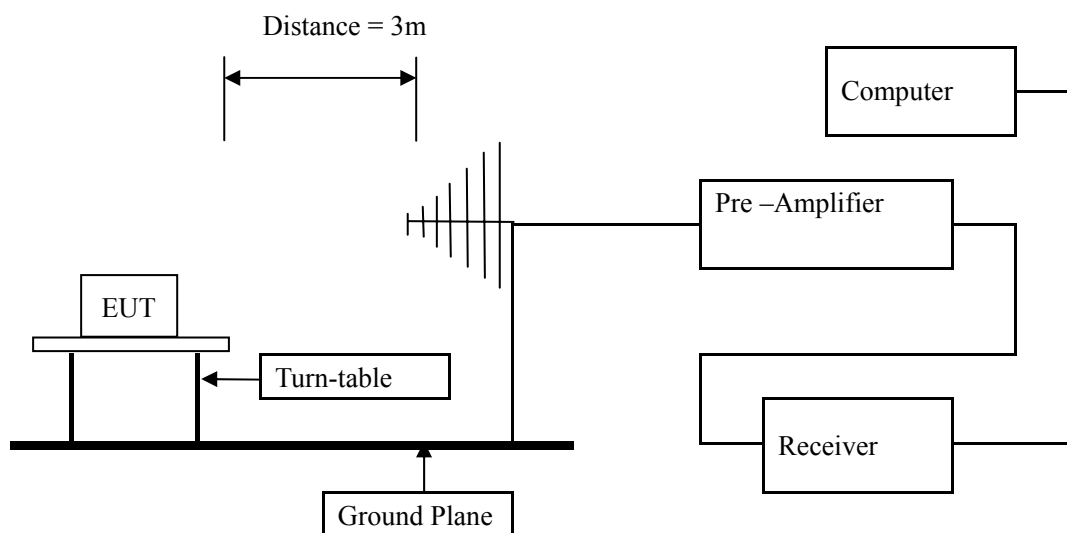 Distance = 3m
Computer
Pre –Amplifier
EUT
Turn-table
Receiver
Ground Plane